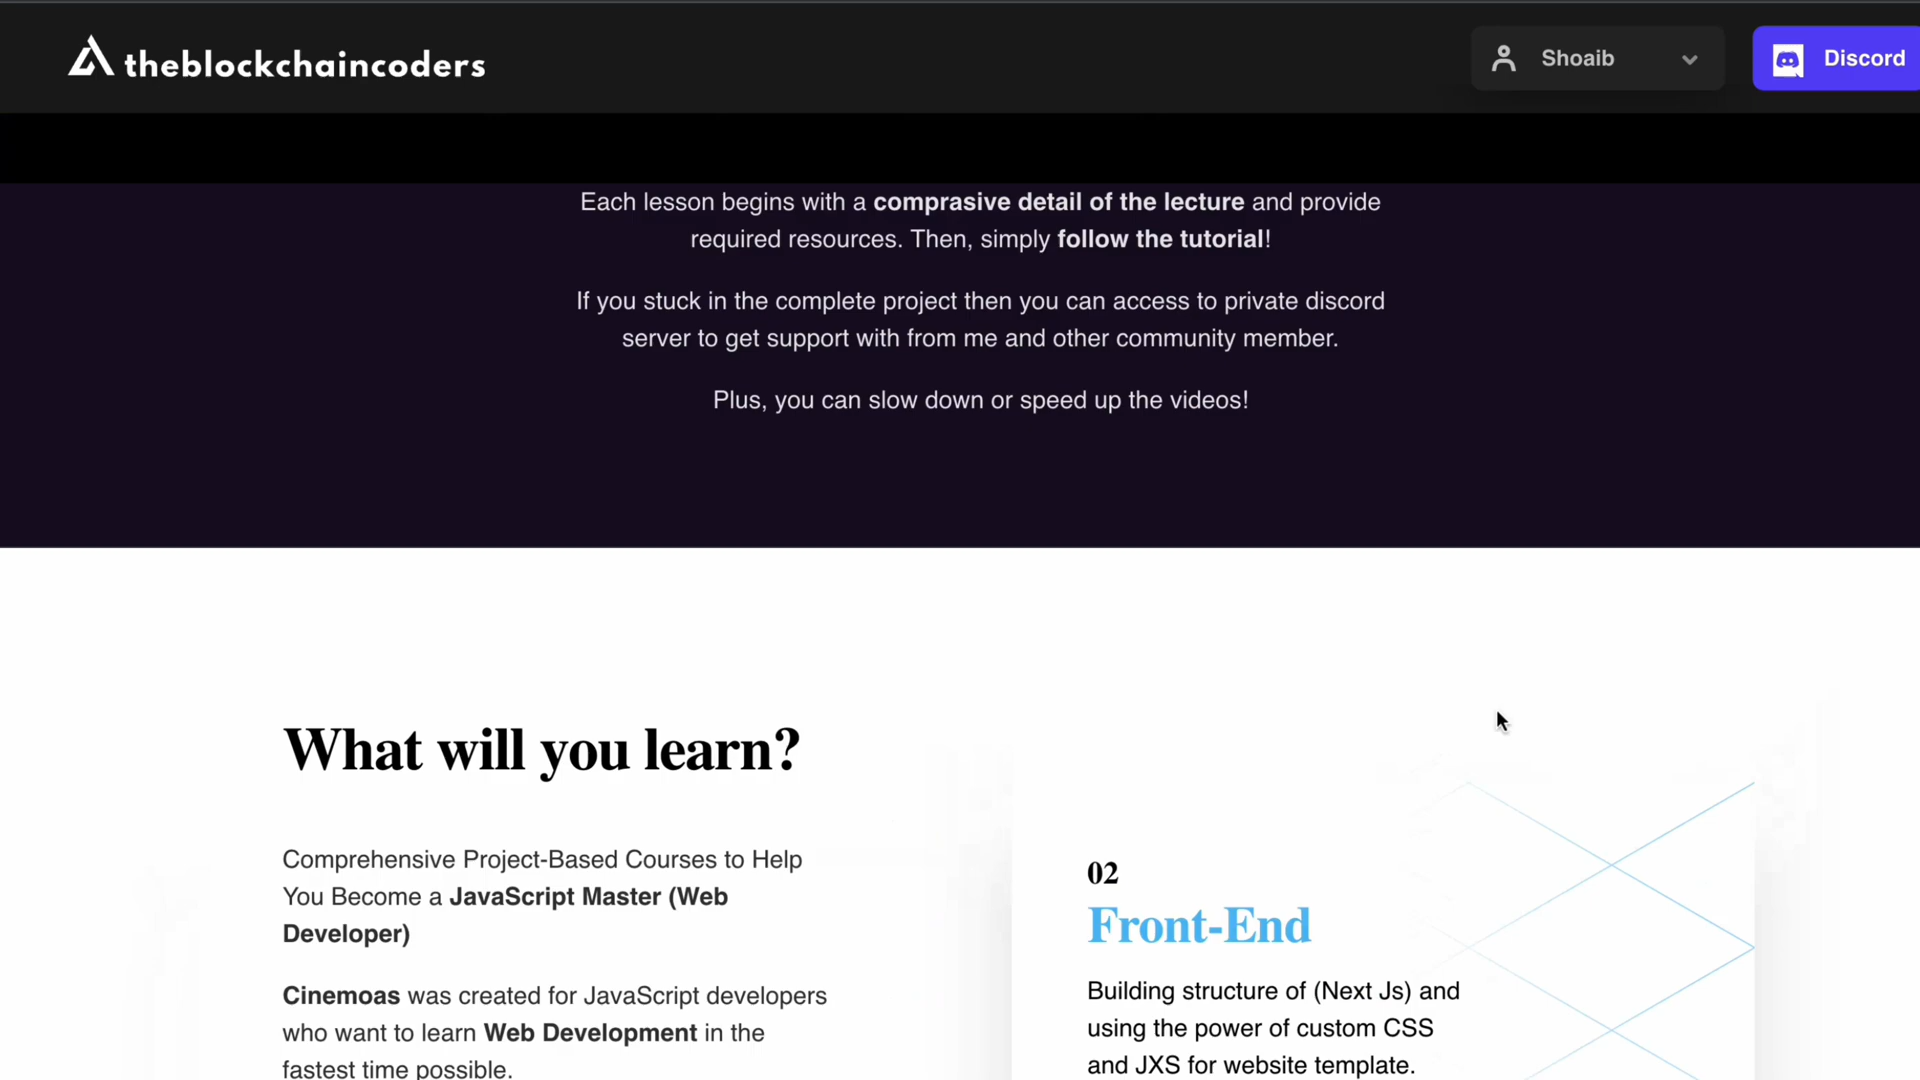 theblockchaincoders
Shoaib
Discord
Each lesson begins with a comprasive detail of the lecture and provide
required resources. Then, simply follow the tutorial!
If you stuck in the complete project then you can access to private discord
server to get support with from me and other community member.
Plus, you can slow down or speed up the videos!
What will you learn?
Comprehensive Project-Based Courses to Help
You Become a JavaScript Master (Web
Developer)
Cinemoas was created for JavaScript developers
who want to learn Web Development in the
fastest time possible.
02
Front-End
Building structure of (Next Js) and
using the power of custom CSS
and JXS for website template.